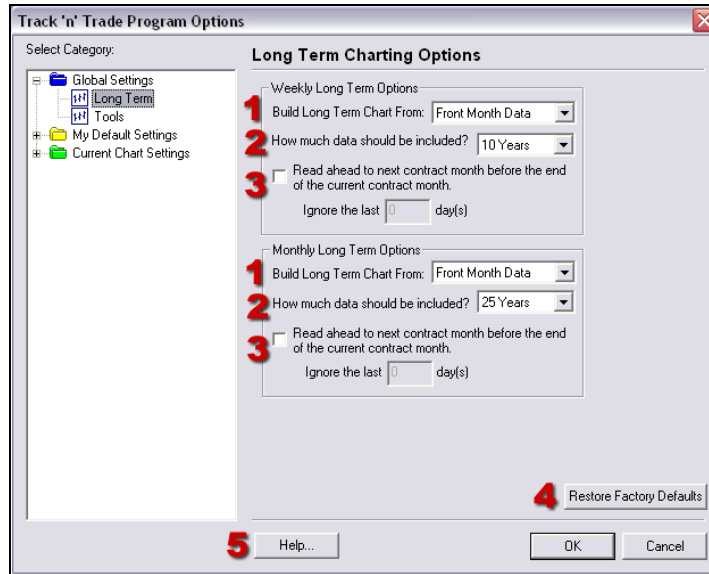 Track 'n' Trade Program Options
Select Category:
Global Settings
Long Term
Tools
My Default Settings
Current Chart Settings
Long Term Charting Options
Weekly Long Term Options
1 Build Long Term Chart From: Front Month Data
2 How much data should be included? 10 Years
3 Read ahead to next contract month before the end
of the current contract month.
Ignore the last 0 day(s)
Monthly Long Term Options
1 Build Long Term Chart From: Front Month Data
2 How much data should be included? 25 Years
3 Read ahead to next contract month before the end
of the current contract month.
Ignore the last 0 day(s)
4 Restore Factory Defaults
5 Help... OK Cancel